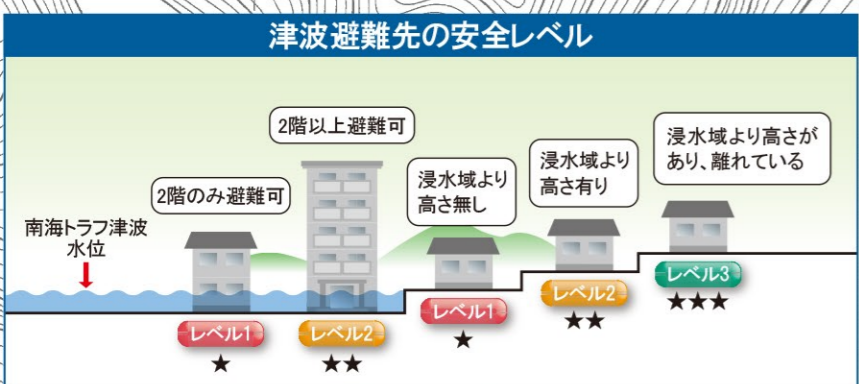 津波避難先の安全レベル
2階以上避難可
2階のみ避難可
浸水域より
高さ無し
浸水域より
高さ有り
浸水域より高さが
あり、離れている
南海トラフ津波
水位
レベル1
★
レベル2
★★
レベル1
★
レベル2
★★
レベル3
★★★